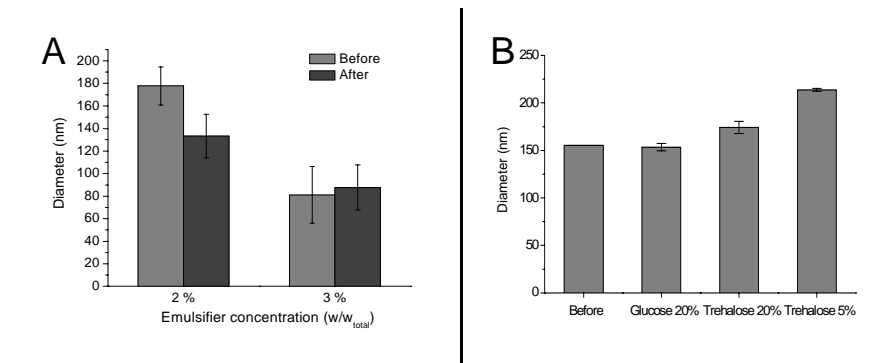 A
Before
After
200
180
160
140
120
100
80
60
40
20
0
Diameter (nm)
2 %
3 %
Emulsifier concentration (w/w_total)
B
250
200
150
100
50
0
Diameter (nm)
Before
Glucose 20%
Trehalose 20%
Trehalose 5%